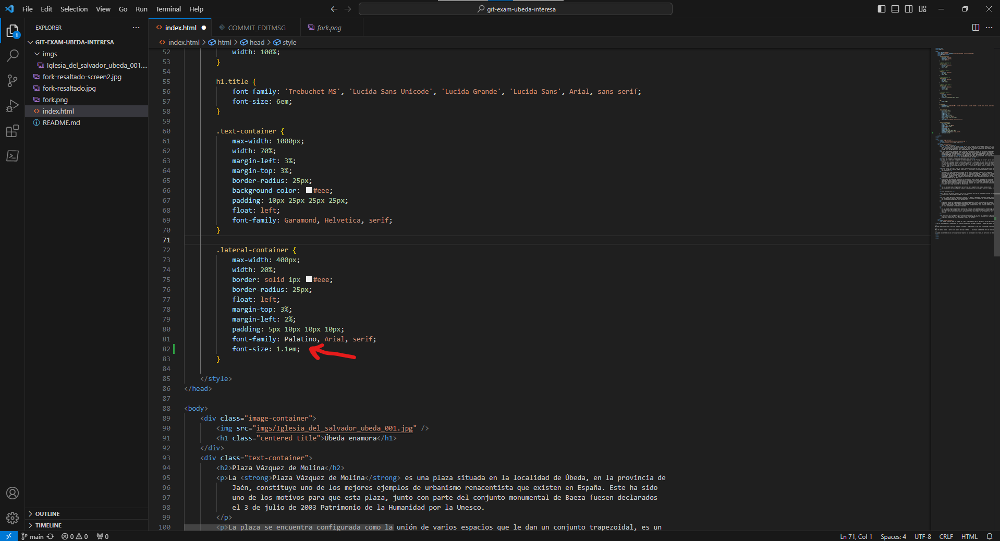 File Edit Selection View Go Run Terminal Help
git-exam-ubeda-interesa
EXPLORER
GIT-EXAM-UBEDA-INTERESA
imgs
Iglesia_del_salvador_ubeda_001....
fork-resaltado-screen2.jpg
fork-resaltado.jpg
fork.png
index.html
README.md
OUTLINE
TIMELINE
1
index.html COMMIT_EDITMSG fork.png
index.html > html > head > style
52 width: 100%;
53 }
54
55 h1.title {
56 font-family: 'Trebuchet MS', 'Lucida Sans Unicode', 'Lucida Grande', 'Lucida Sans', Arial, sans-serif;
57 font-size: 6em;
58 }
59
60 .text-container {
61 max-width: 1000px;
62 width: 70%;
63 margin-left: 3%;
64 margin-top: 3%;
65 border-radius: 25px;
66 background-color: #eee;
67 padding: 10px 25px 25px 25px;
68 float: left;
69 font-family: Garamond, Helvetica, serif;
70 }
71
72 .lateral-container {
73 max-width: 400px;
74 width: 20%;
75 border: solid 1px #eee;
76 border-radius: 25px;
77 float: left;
78 margin-top: 3%;
79 margin-left: 2%;
80 padding: 5px 10px 10px 10px;
81 font-family: Palatino, Arial, serif;
82 font-size: 1.1em;
83 }
84
85 </style>
86 </head>
87
88 <body>
89 <div class="image-container">
90 <img src="imgs/Iglesia_del_salvador_ubeda_001.jpg" />
91 <h1 class="centered title">Úbeda enamora</h1>
92 </div>
93 <div class="text-container">
94 <h2>Plaza Vázquez de Molina</h2>
95 <p>La <strong>Plaza Vázquez de Molina</strong> es una plaza situada en la localidad de Úbeda, en la provincia de
96 Jaén, constituye uno de los mejores ejemplos de urbanismo renacentista que existen en España. Este ha sido
97 uno de los motivos para que esta plaza, junto con parte del conjunto monumental de Baeza fuesen declarados
98 el 3 de julio de 2003 Patrimonio de la Humanidad por la Unesco.
99 </p>
100 <p>La plaza se encuentra configurada como la unión de varios espacios que le dan un conjunto trapezoidal, es un
main 0 0 0
Ln 71, Col 1 Spaces: 4 UTF-8 CRLF HTML